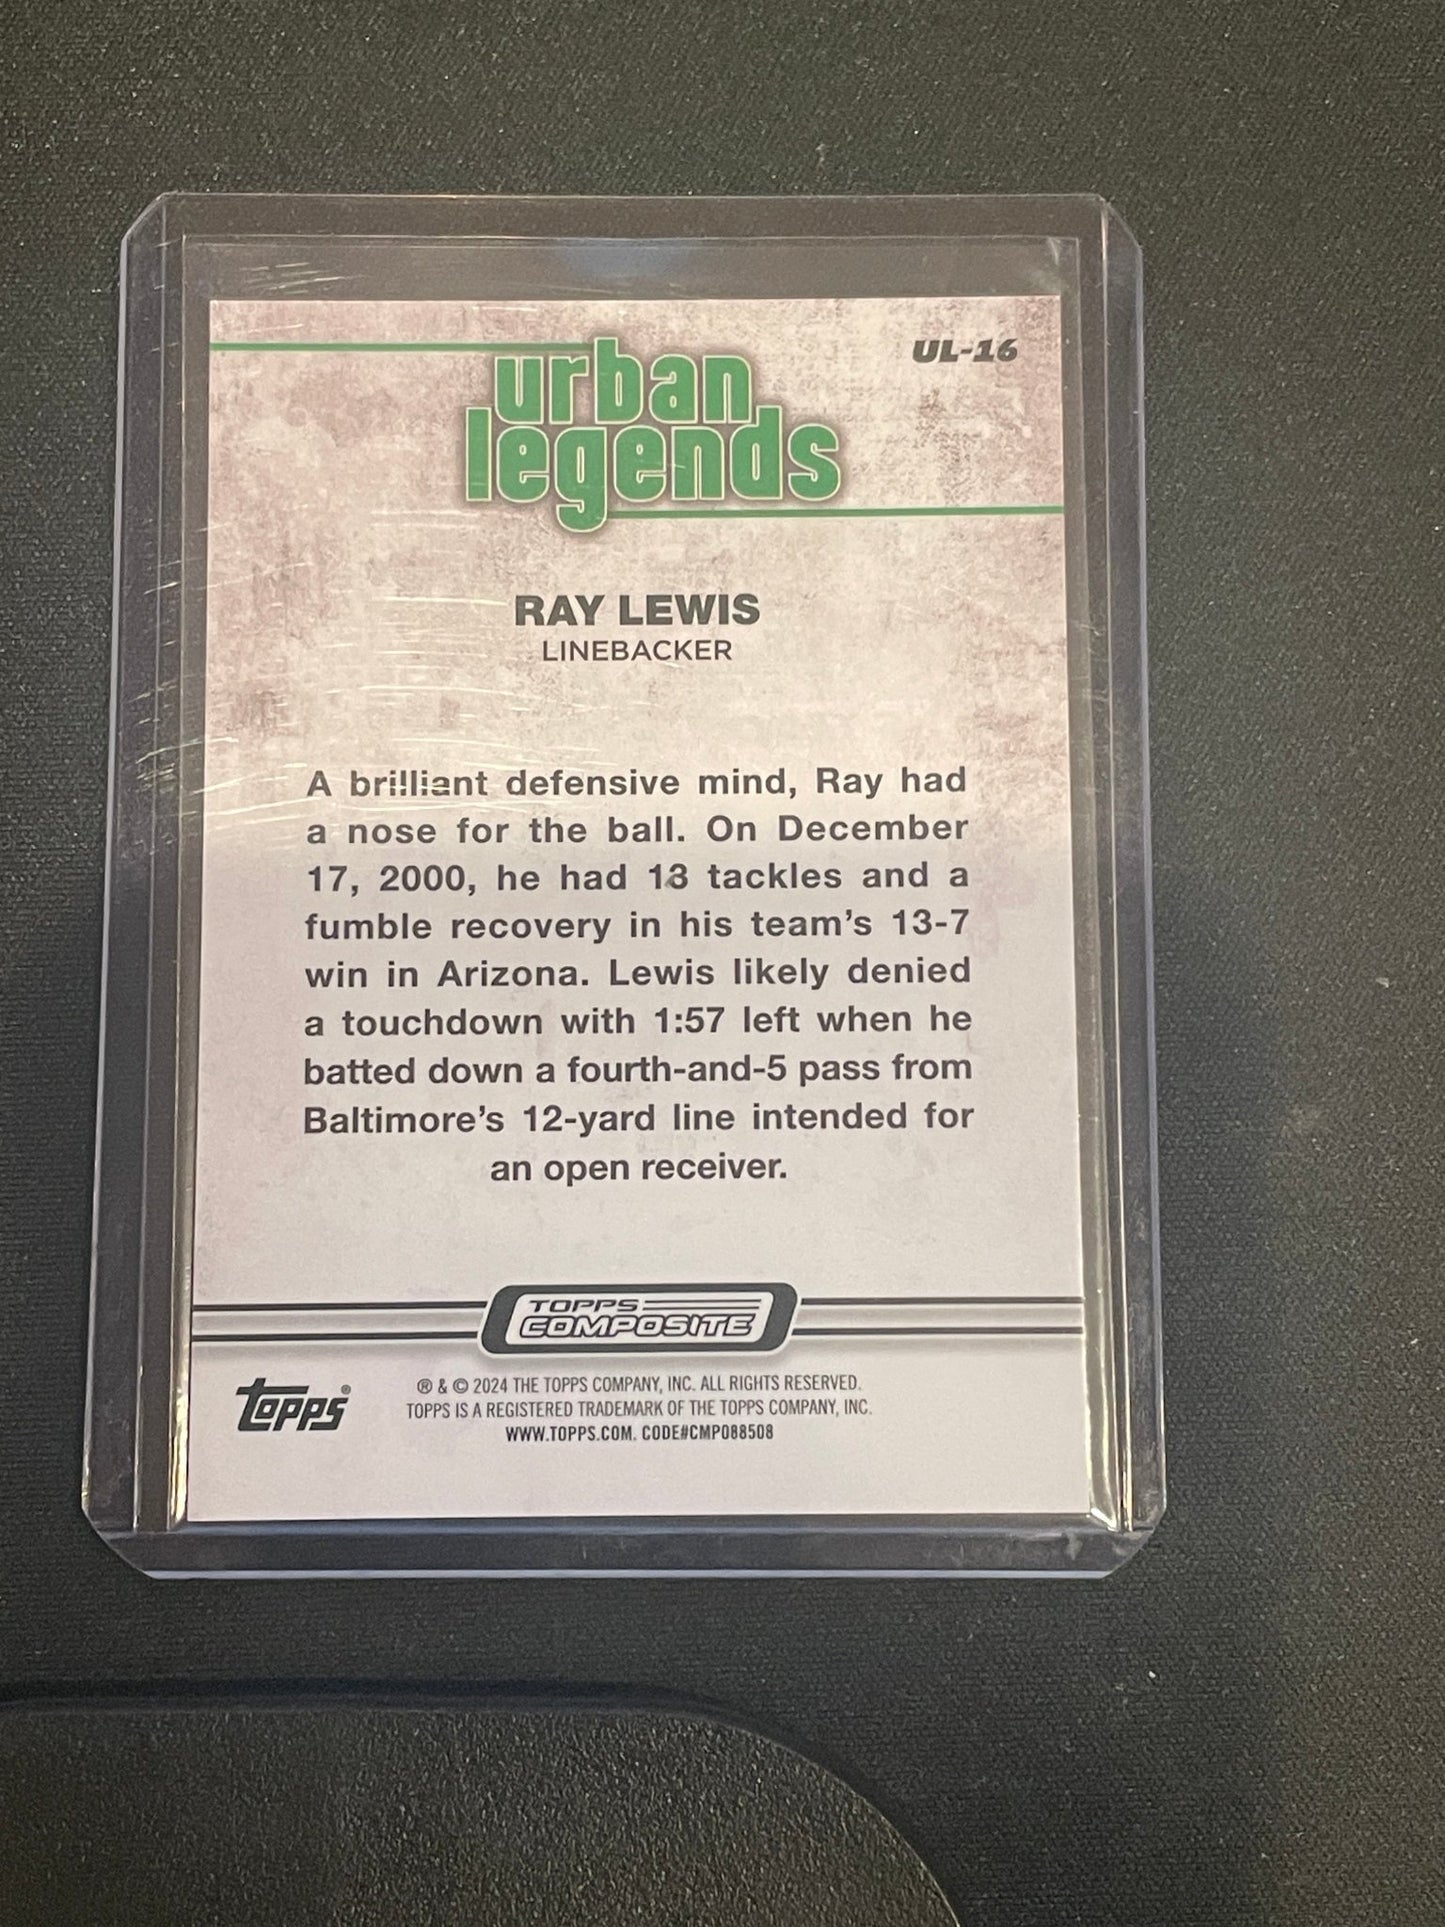 UL-16
urban
legends
RAY LEWIS
LINEBACKER
A brilliant defensive mind, Ray had
a nose for the ball. On December
17, 2000, he had 13 tackles and a
fumble recovery in his team's 13-7
win in Arizona. Lewis likely denied
a touchdown with 1:57 left when he
batted down a fourth-and-5 pass from
Baltimore's 12-yard line intended for
an open receiver.
TOPPS
COMPOSITE
Topps®
® & © 2024 THE TOPPS COMPANY, INC. ALL RIGHTS RESERVED.
TOPPS IS A REGISTERED TRADEMARK OF THE TOPPS COMPANY, INC.
WWW.TOPPS.COM. CODE#CMP088508